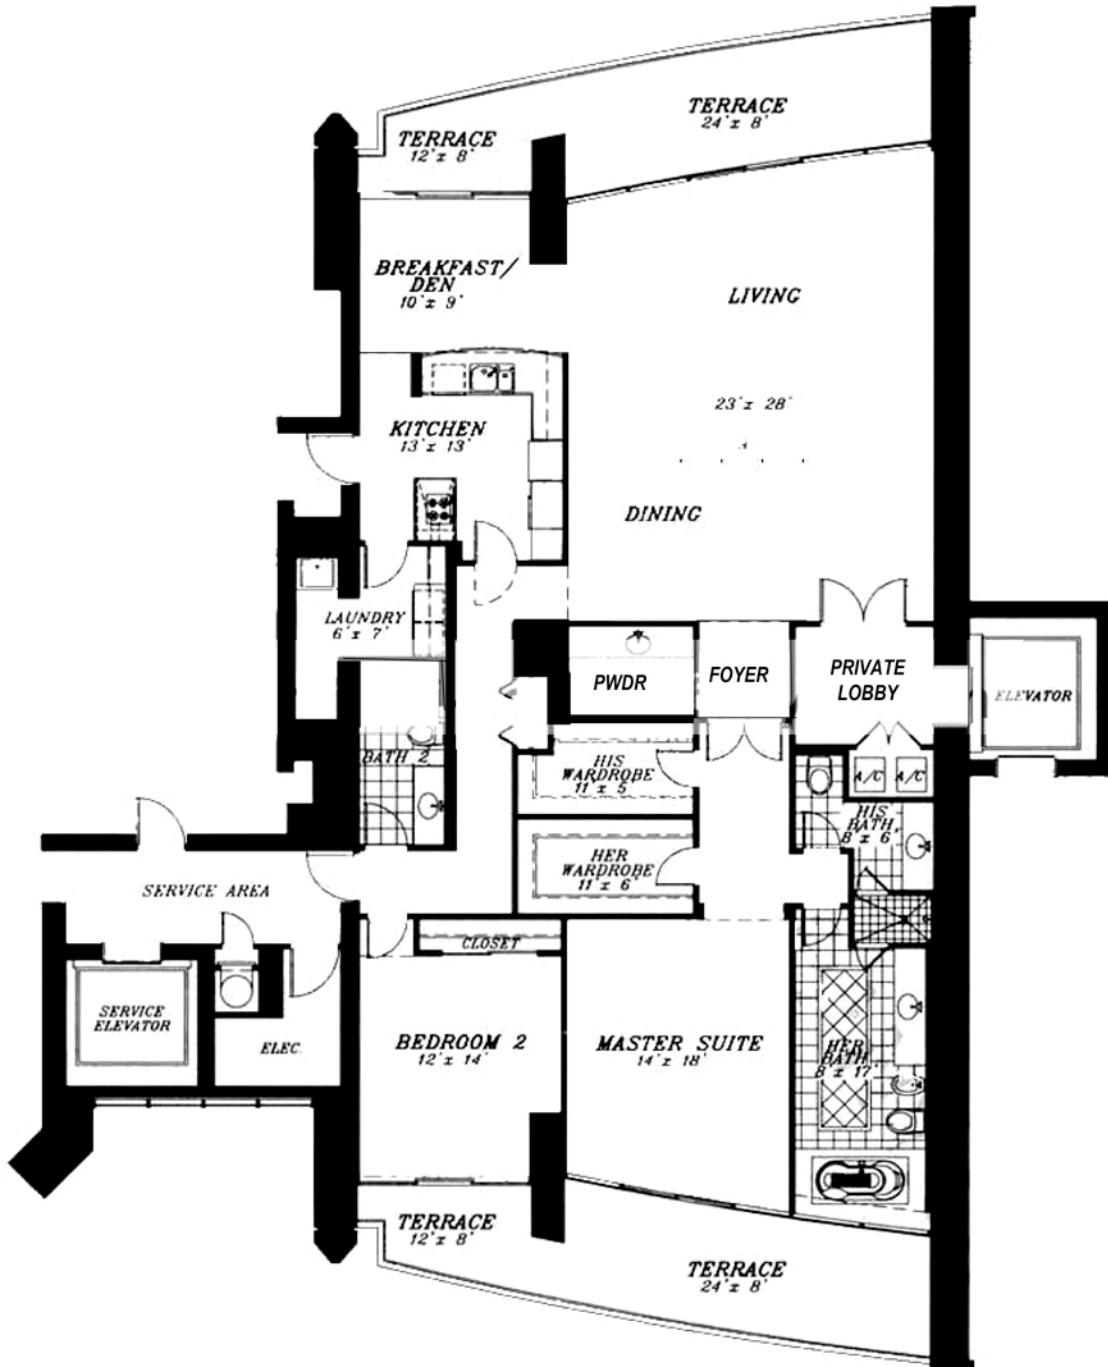 TERRACE
24' x 8'
TERRACE
12' x 8'
BREAKFAST/
DEN
10' x 9'
LIVING
23' x 28'
KITCHEN
13' x 13'
DINING
LAUNDRY
6' x 7'
PWDR
FOYER
PRIVATE
LOBBY
ELEVATOR
BATH 2
HIS
WARDROBE
11 x 5
A/C
A/C
HIS
BATH
8 x 6
HER
WARDROBE
11' x 6'
SERVICE AREA
CLOSET
SERVICE
ELEVATOR
ELEC.
BEDROOM 2
12' x 14'
MASTER SUITE
14' x 18'
HER
BATH
8' x 17'
TERRACE
12' x 8'
TERRACE
24' x 8'